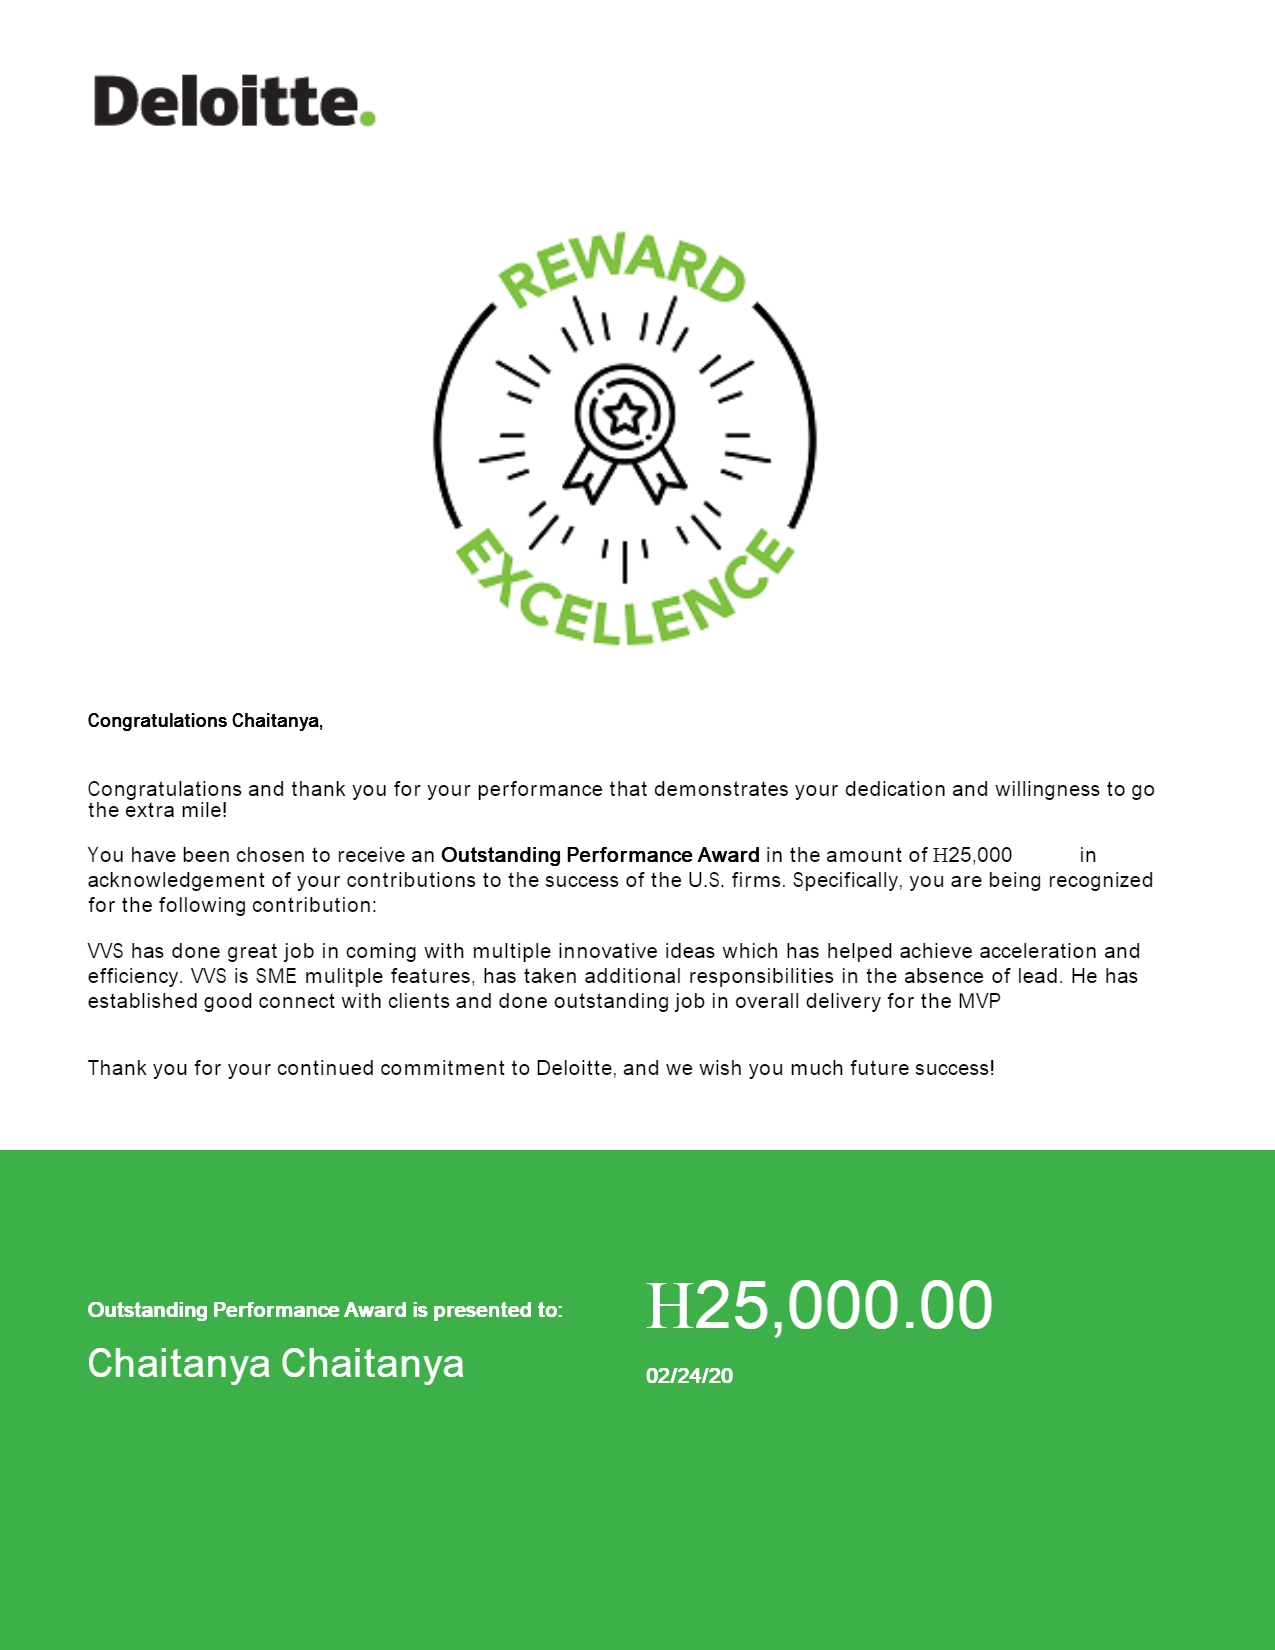 Deloitte.
REWARD
EXCELLENCE
Congratulations Chaitanya,
Congratulations and thank you for your performance that demonstrates your dedication and willingness to go
the extra mile!
You have been chosen to receive an Outstanding Performance Award in the amount of H25,000 in
acknowledgement of your contributions to the success of the U.S. firms. Specifically, you are being recognized
for the following contribution:
VVS has done great job in coming with multiple innovative ideas which has helped achieve acceleration and
efficiency. VVS is SME mulitple features, has taken additional responsibilities in the absence of lead. He has
established good connect with clients and done outstanding job in overall delivery for the MVP
Thank you for your continued commitment to Deloitte, and we wish you much future success!
Outstanding Performance Award is presented to:
Chaitanya Chaitanya
H25,000.00
02/24/20